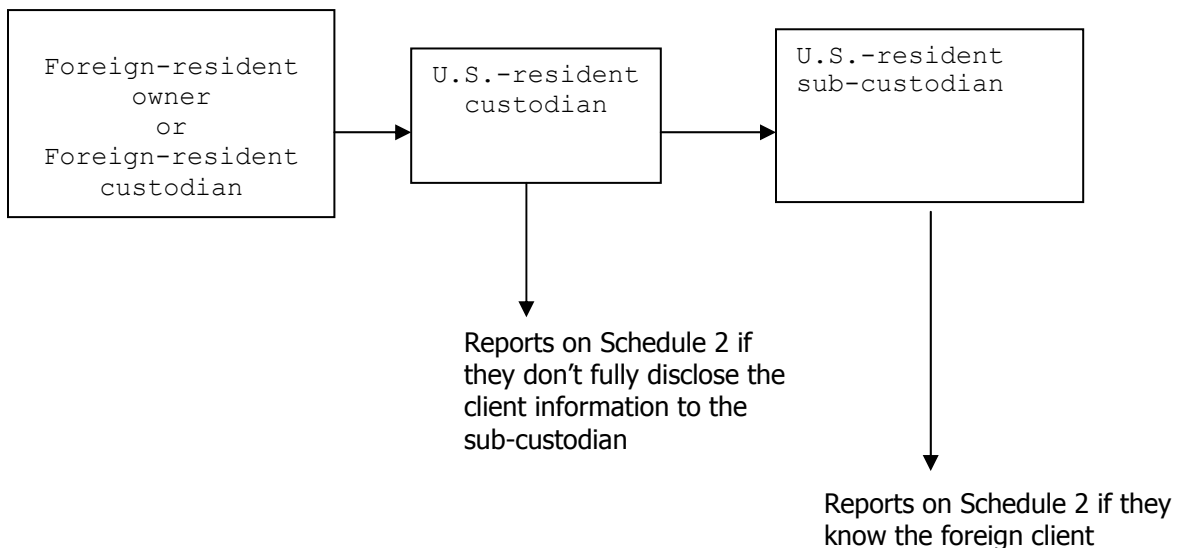 Foreign-resident
owner
or
Foreign-resident
custodian
U.S.-resident
custodian
U.S.-resident
sub-custodian
Reports on Schedule 2 if
they don’t fully disclose the
client information to the
sub-custodian
Reports on Schedule 2 if they
know the foreign client